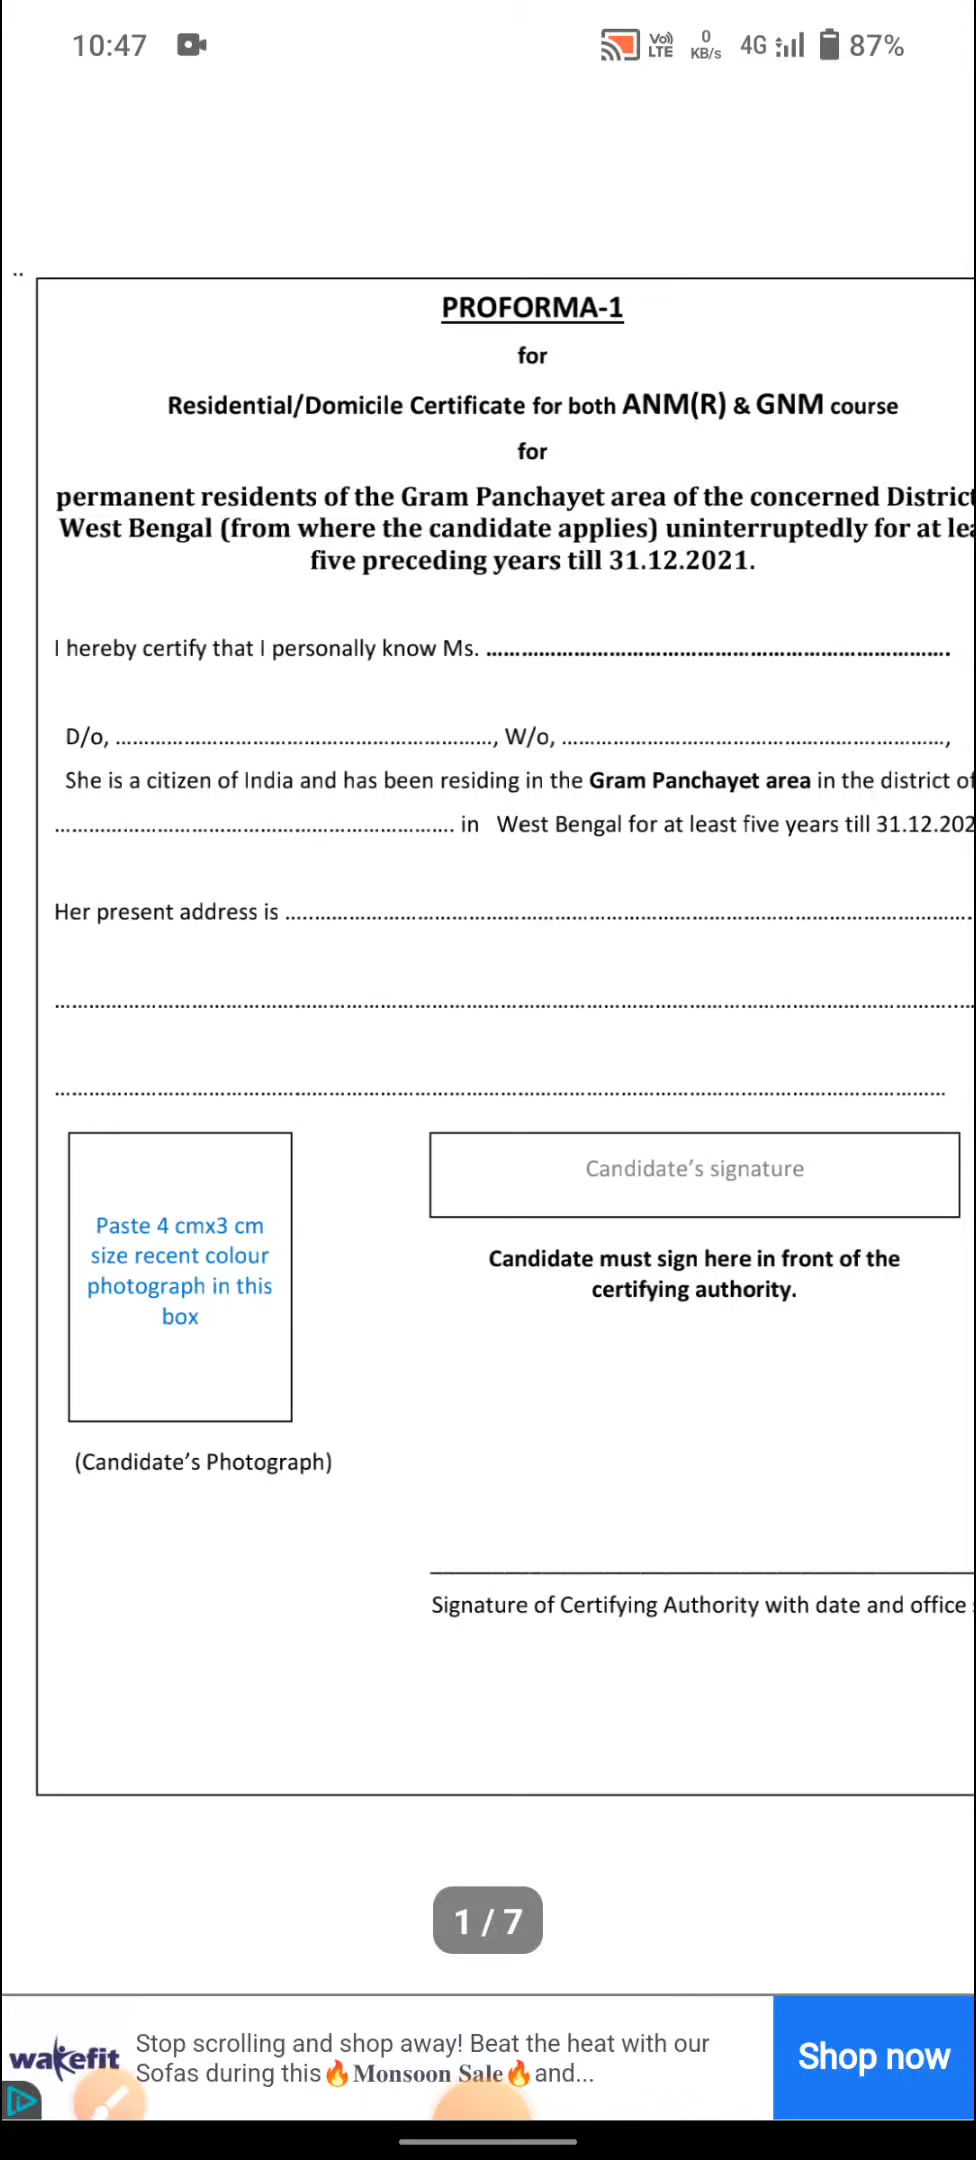 10:47 Vo)) LTE 0 KB/s 4G 87%
..
PROFORMA-1
for
Residential/Domicile Certificate for both ANM(R) & GNM course
for
permanent residents of the Gram Panchayet area of the concerned District
West Bengal (from where the candidate applies) uninterruptedly for at
five preceding years till 31.12.2021.
I hereby certify that I personally know Ms. ................................................................................
D/o, ................................................................, W/o, ................................................................,
She is a citizen of India and has been residing in the Gram Panchayet area in the district of
.................................................................... in West Bengal for at least five years till 31.12.202
Her present address is ....................................................................................................................
............................................................................................................................................................
.......................................................................................................................................................
Candidate's signature
Paste 4 cmx3 cm
size recent colour
photograph in this
box
Candidate must sign here in front of the
certifying authority.
(Candidate's Photograph)
Signature of Certifying Authority with date and office
1 / 7
wakefit
Stop scrolling and shop away! Beat the heat with our
Sofas during this🔥Monsoon Sale🔥and...
Shop now